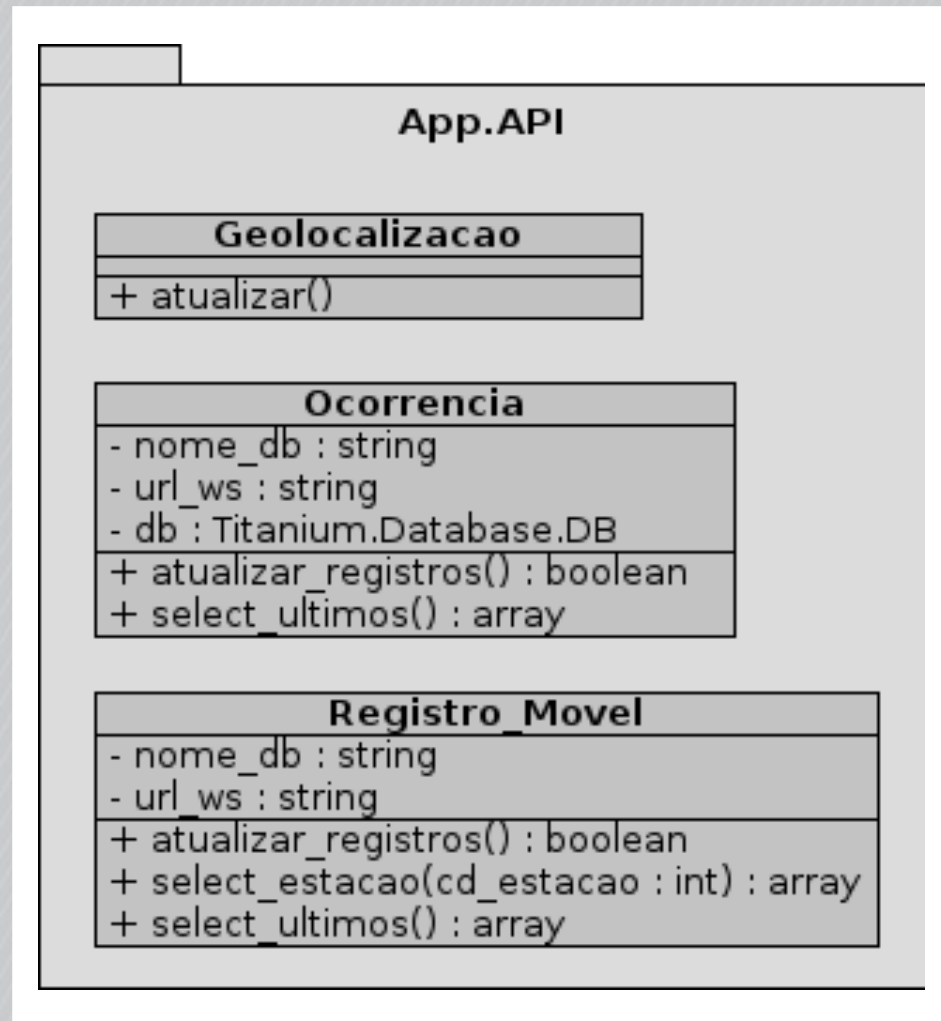 App.API
Geolocalizacao
+ atualizar()
Ocorrencia
- nome_db : string
- url_ws : string
- db : Titanium.Database.DB
+ atualizar_registros() : boolean
+ select_ultimos() : array
Registro_Movel
- nome_db : string
- url_ws : string
+ atualizar_registros() : boolean
+ select_estacao(cd_estacao : int) : array
+ select_ultimos() : array